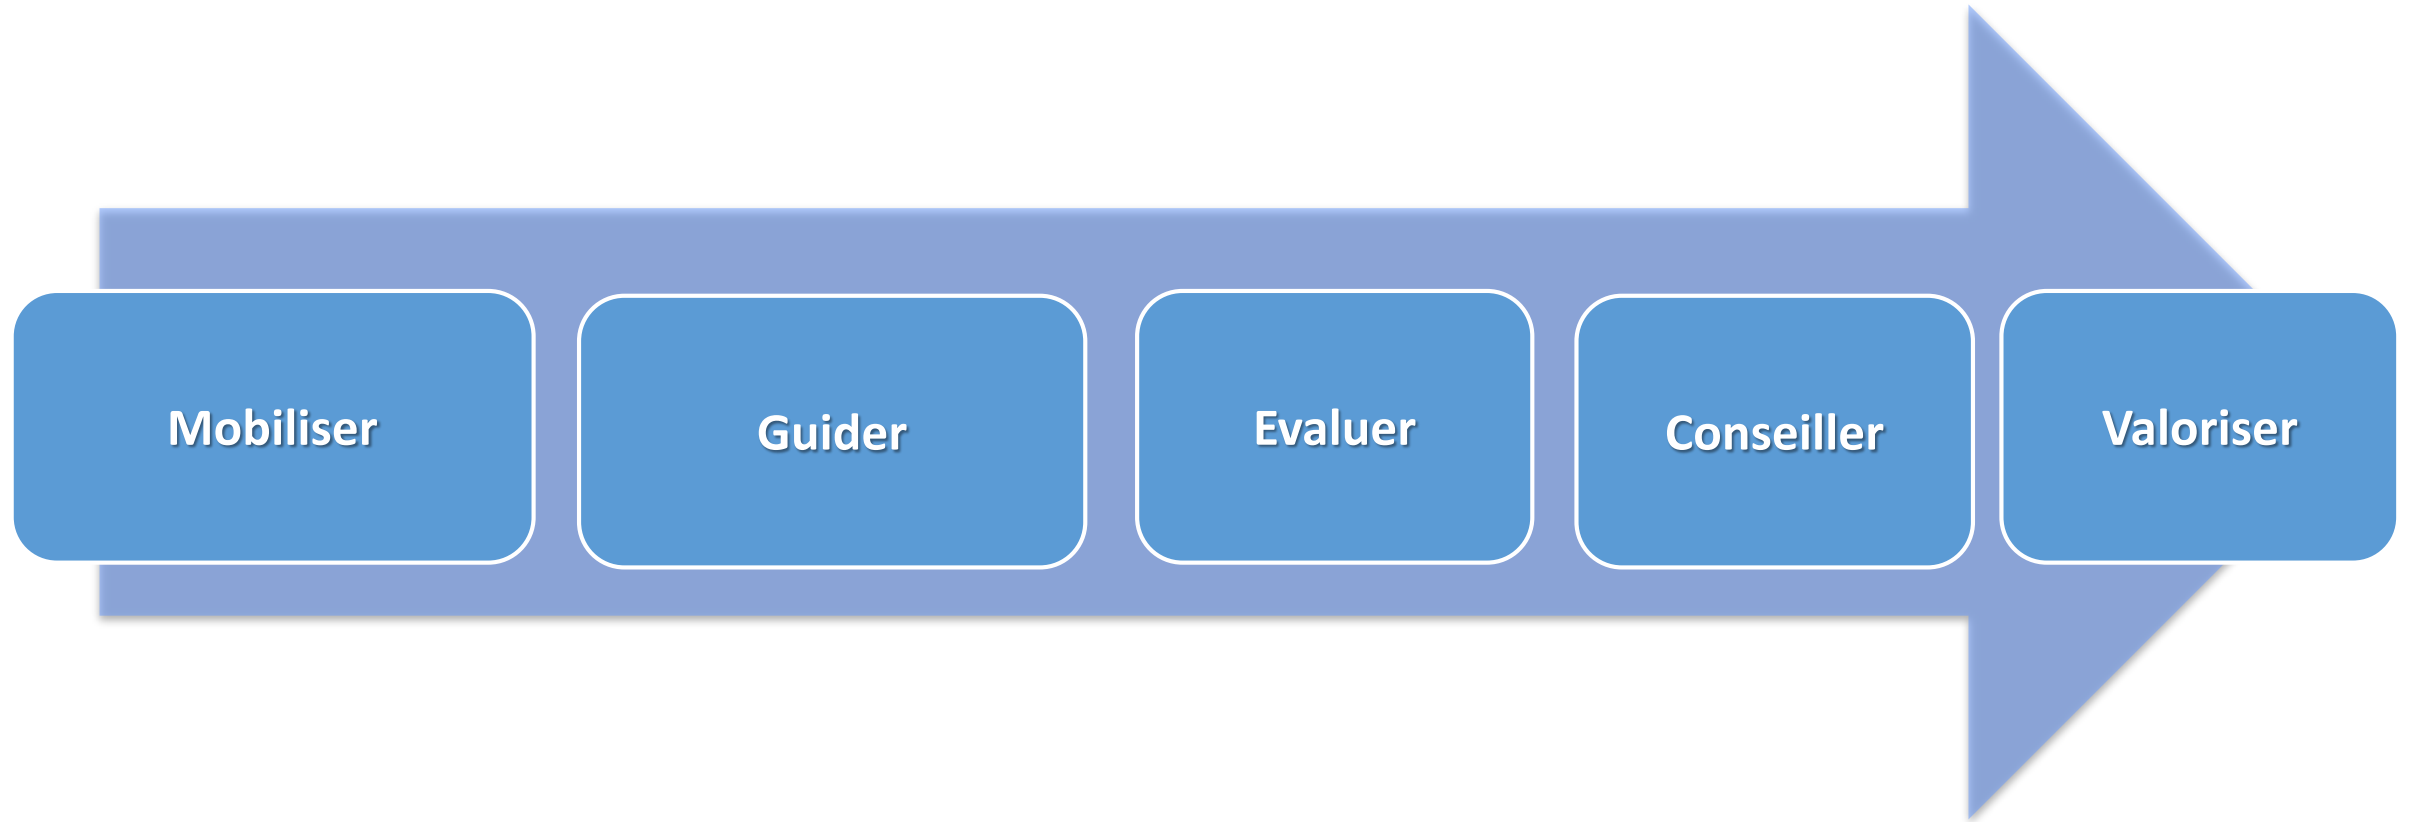 Mobiliser
Guider
Evaluer
Conseiller
Valoriser